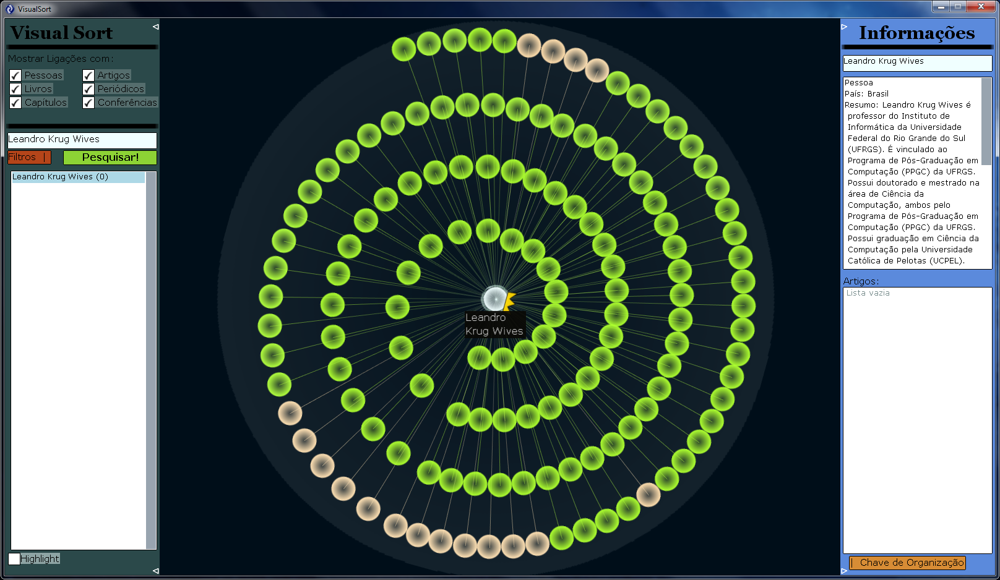 VisualSort
Visual Sort
Mostrar Ligações com:
Pessoas
Artigos
Livros
Periódicos
Capítulos
Conferências
Leandro Krug Wives
Filtros |
Pesquisar!
Leandro Krug Wives (0)
Highlight
Leandro
Krug Wives
Informações
Leandro Krug Wives
Pessoa
País: Brasil
Resumo: Leandro Krug Wives é
professor do Instituto de
Informática da Universidade
Federal do Rio Grande do Sul
(UFRGS). É vinculado ao
Programa de Pós-Graduação em
Computação (PPGC) da UFRGS.
Possui doutorado e mestrado na
área de Ciência da
Computação, ambos pelo
Programa de Pós-Graduação em
Computação (PPGC) da UFRGS.
Possui graduação em Ciência da
Computação pela Universidade
Católica de Pelotas (UCPEL).
Artigos:
Lista vazia
| Chave de Organização